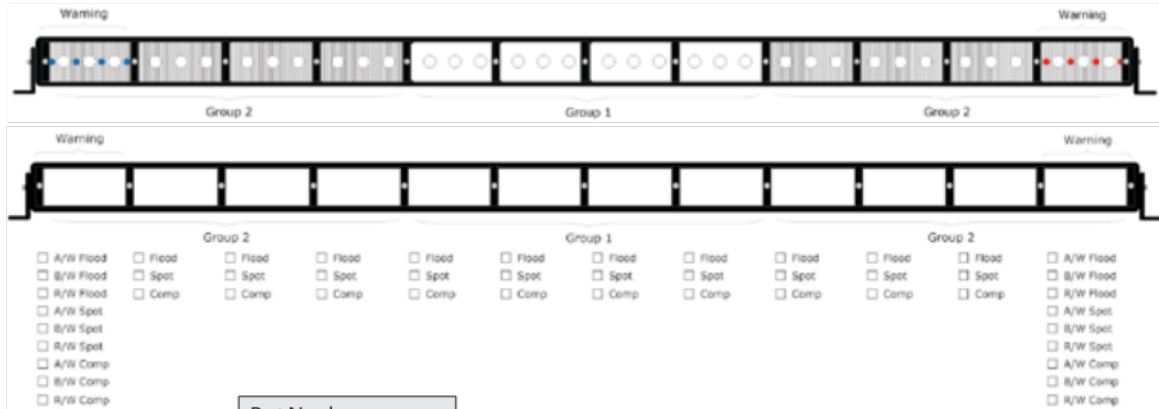 Warning Warning
Group 2 Group 1 Group 2
Warning Warning
Group 2 Group 1 Group 2
A/W Flood Flood Flood Flood Flood Flood Flood Flood Flood Flood Flood A/W Flood
B/W Flood Spot Spot Spot Spot Spot Spot Spot Spot Spot Spot B/W Flood
R/W Flood Comp Comp Comp Comp Comp Comp Comp Comp Comp Comp R/W Flood
A/W Spot A/W Spot
B/W Spot B/W Spot
R/W Spot R/W Spot
A/W Comp A/W Comp
B/W Comp B/W Comp
R/W Comp R/W Comp